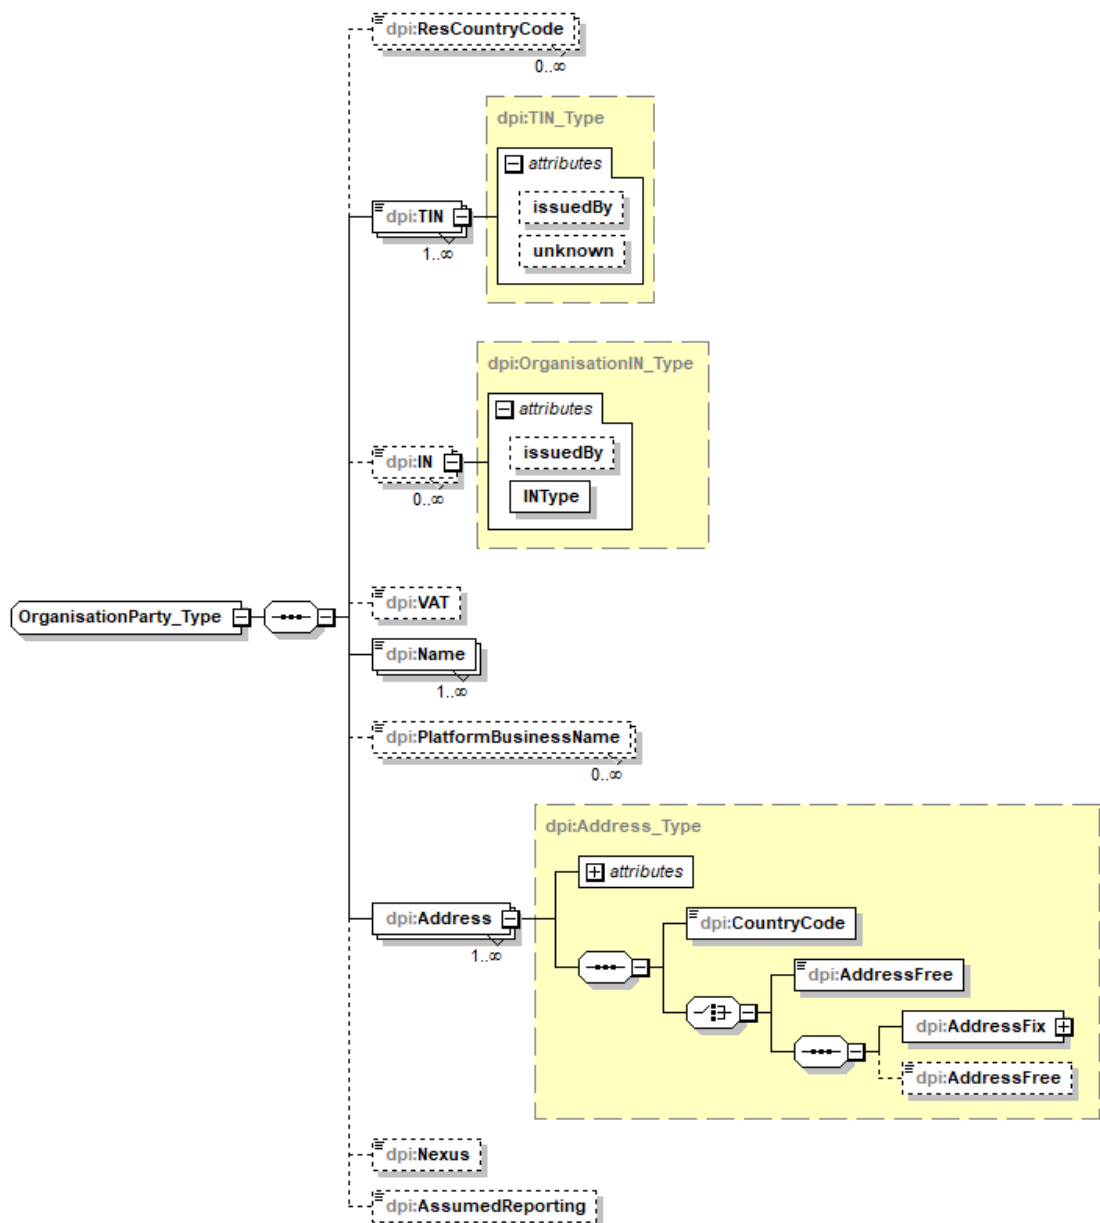 dpi:ResCountryCode
0..∞
dpi:TIN_Type
attributes
issuedBy
dpi:TIN
unknown
1..∞
dpi:OrganisationIN_Type
attributes
issuedBy
dpi:IN
INType
0..∞
dpi:VAT
OrganisationParty_Type
dpi:Name
1..∞
dpi:PlatformBusinessName
0..∞
dpi:Address_Type
attributes
dpi:Address
dpi:CountryCode
1..∞
dpi:AddressFree
dpi:AddressFix
dpi:AddressFree
dpi:Nexus
dpi:AssumedReporting